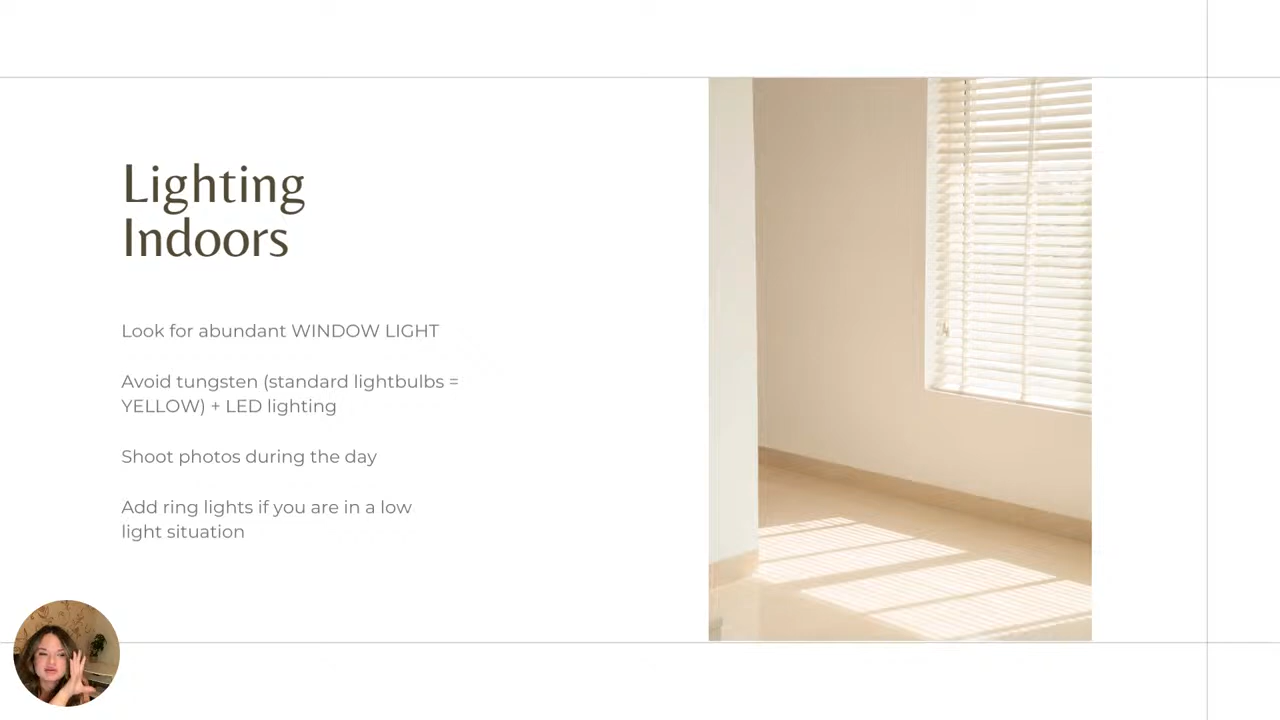 Lighting
Indoors
Look for abundant WINDOW LIGHT
Avoid tungsten (standard lightbulbs =
YELLOW) + LED lighting
Shoot photos during the day
Add ring lights if you are in a low
light situation